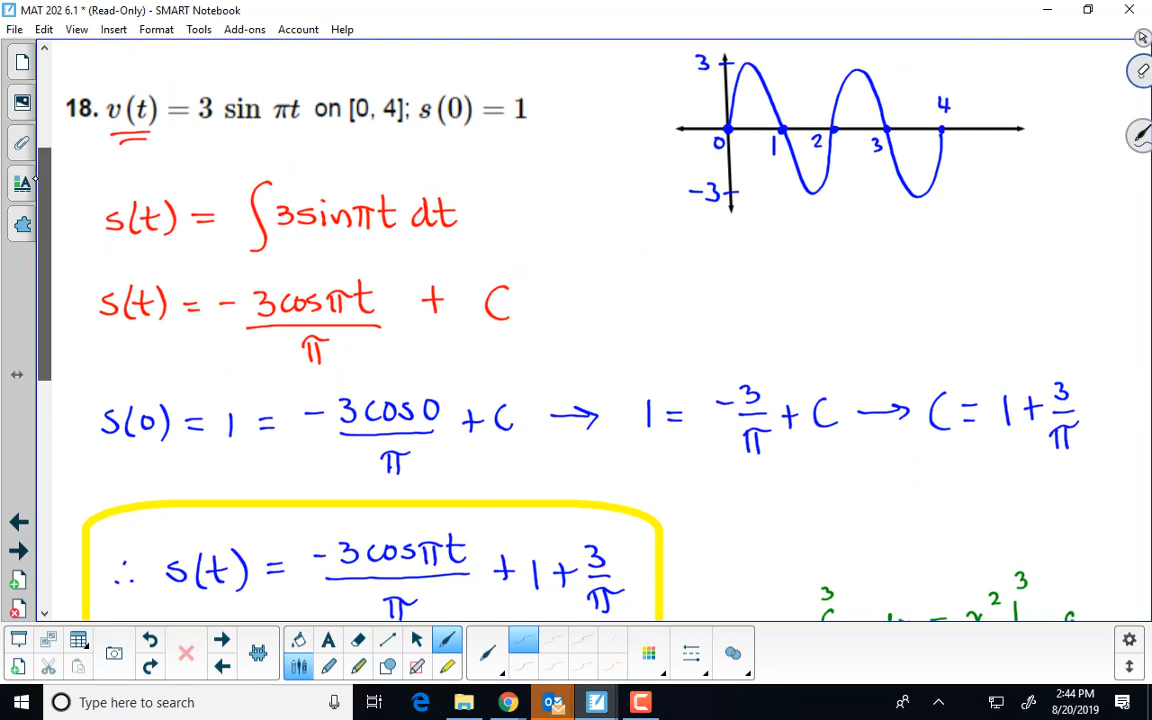 MAT 202 6.1 * (Read-Only) - SMART Notebook
File Edit View Insert Format Tools Add-ons Account Help
18. v(t) = 3 sin πt on [0, 4]; s(0) = 1
3
0 1 2 3 4
-3
s(t) = ∫3sinπt dt
s(t) = - 3cosπt/π + C
s(0) = 1 = - 3cos0/π + C → 1 = -3/π + C → C = 1 + 3/π
∴ s(t) = -3cosπt/π + 1 + 3/π
3
= x² | 3
Type here to search
2:44 PM
8/20/2019